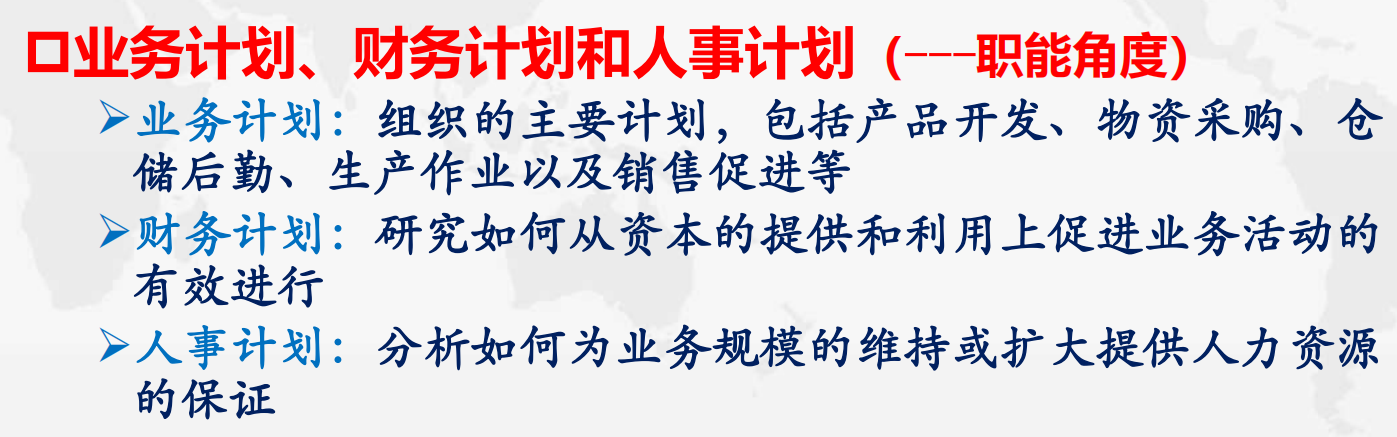 口业务计划、财务计划和人事计划（---职能角度）
➢业务计划：组织的主要计划，包括产品开发、物资采购、仓
储后勤、生产作业以及销售促进等
➢财务计划：研究如何从资本的提供和利用上促进业务活动的
有效进行
➢人事计划：分析如何为业务规模的维持或扩大提供人力资源
的保证